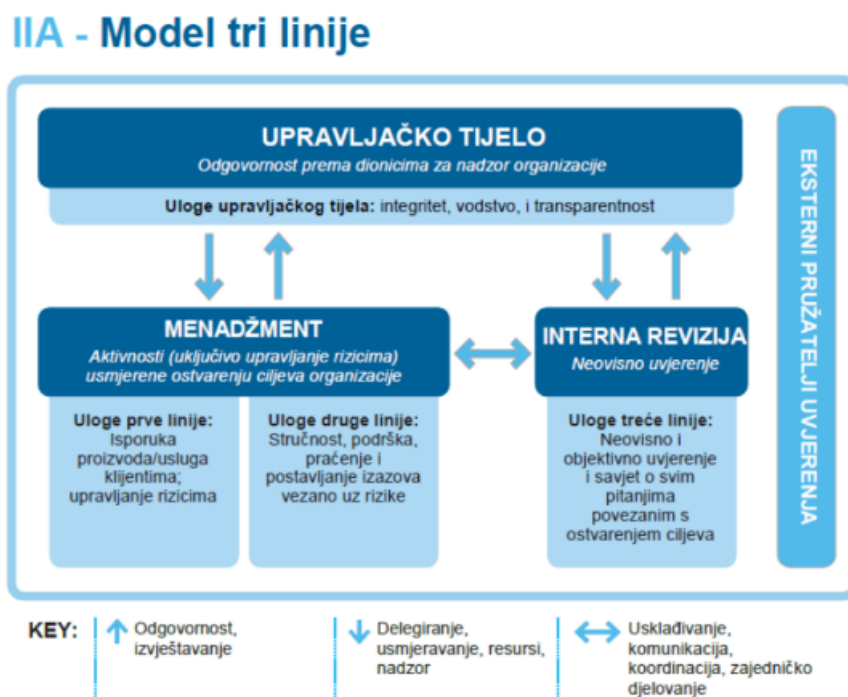 IIA - Model tri linije
UPRAVLJAČKO TIJELO
Odgovornost prema dionicima za nadzor organizacije
Uloge upravljačkog tijela: integritet, vodstvo, i transparentnost
MENADŽMENT
Aktivnosti (uključivo upravljanje rizicima)
usmjerene ostvarenju ciljeva organizacije
INTERNA REVIZIJA
Neovisno uvjerenje
Uloge prve linije:
Isporuka
proizvoda/usluga
klijentima;
upravljanje rizicima
Uloge druge linije:
Stručnost, podrška,
praćenje i
postavljanje izazova
vezano uz rizike
Uloge treće linije:
Neovisno i
objektivno uvjerenje
i savjet o svim
pitanjima
povezanim s
ostvarenjem ciljeva
EKSTERNI PRUŽATELJI UVJERENJA
KEY:
Odgovornost,
izvještavanje
Delegiranje,
usmjeravanje, resursi,
nadzor
Usklađivanje,
komunikacija,
koordinacija, zajedničko
djelovanje